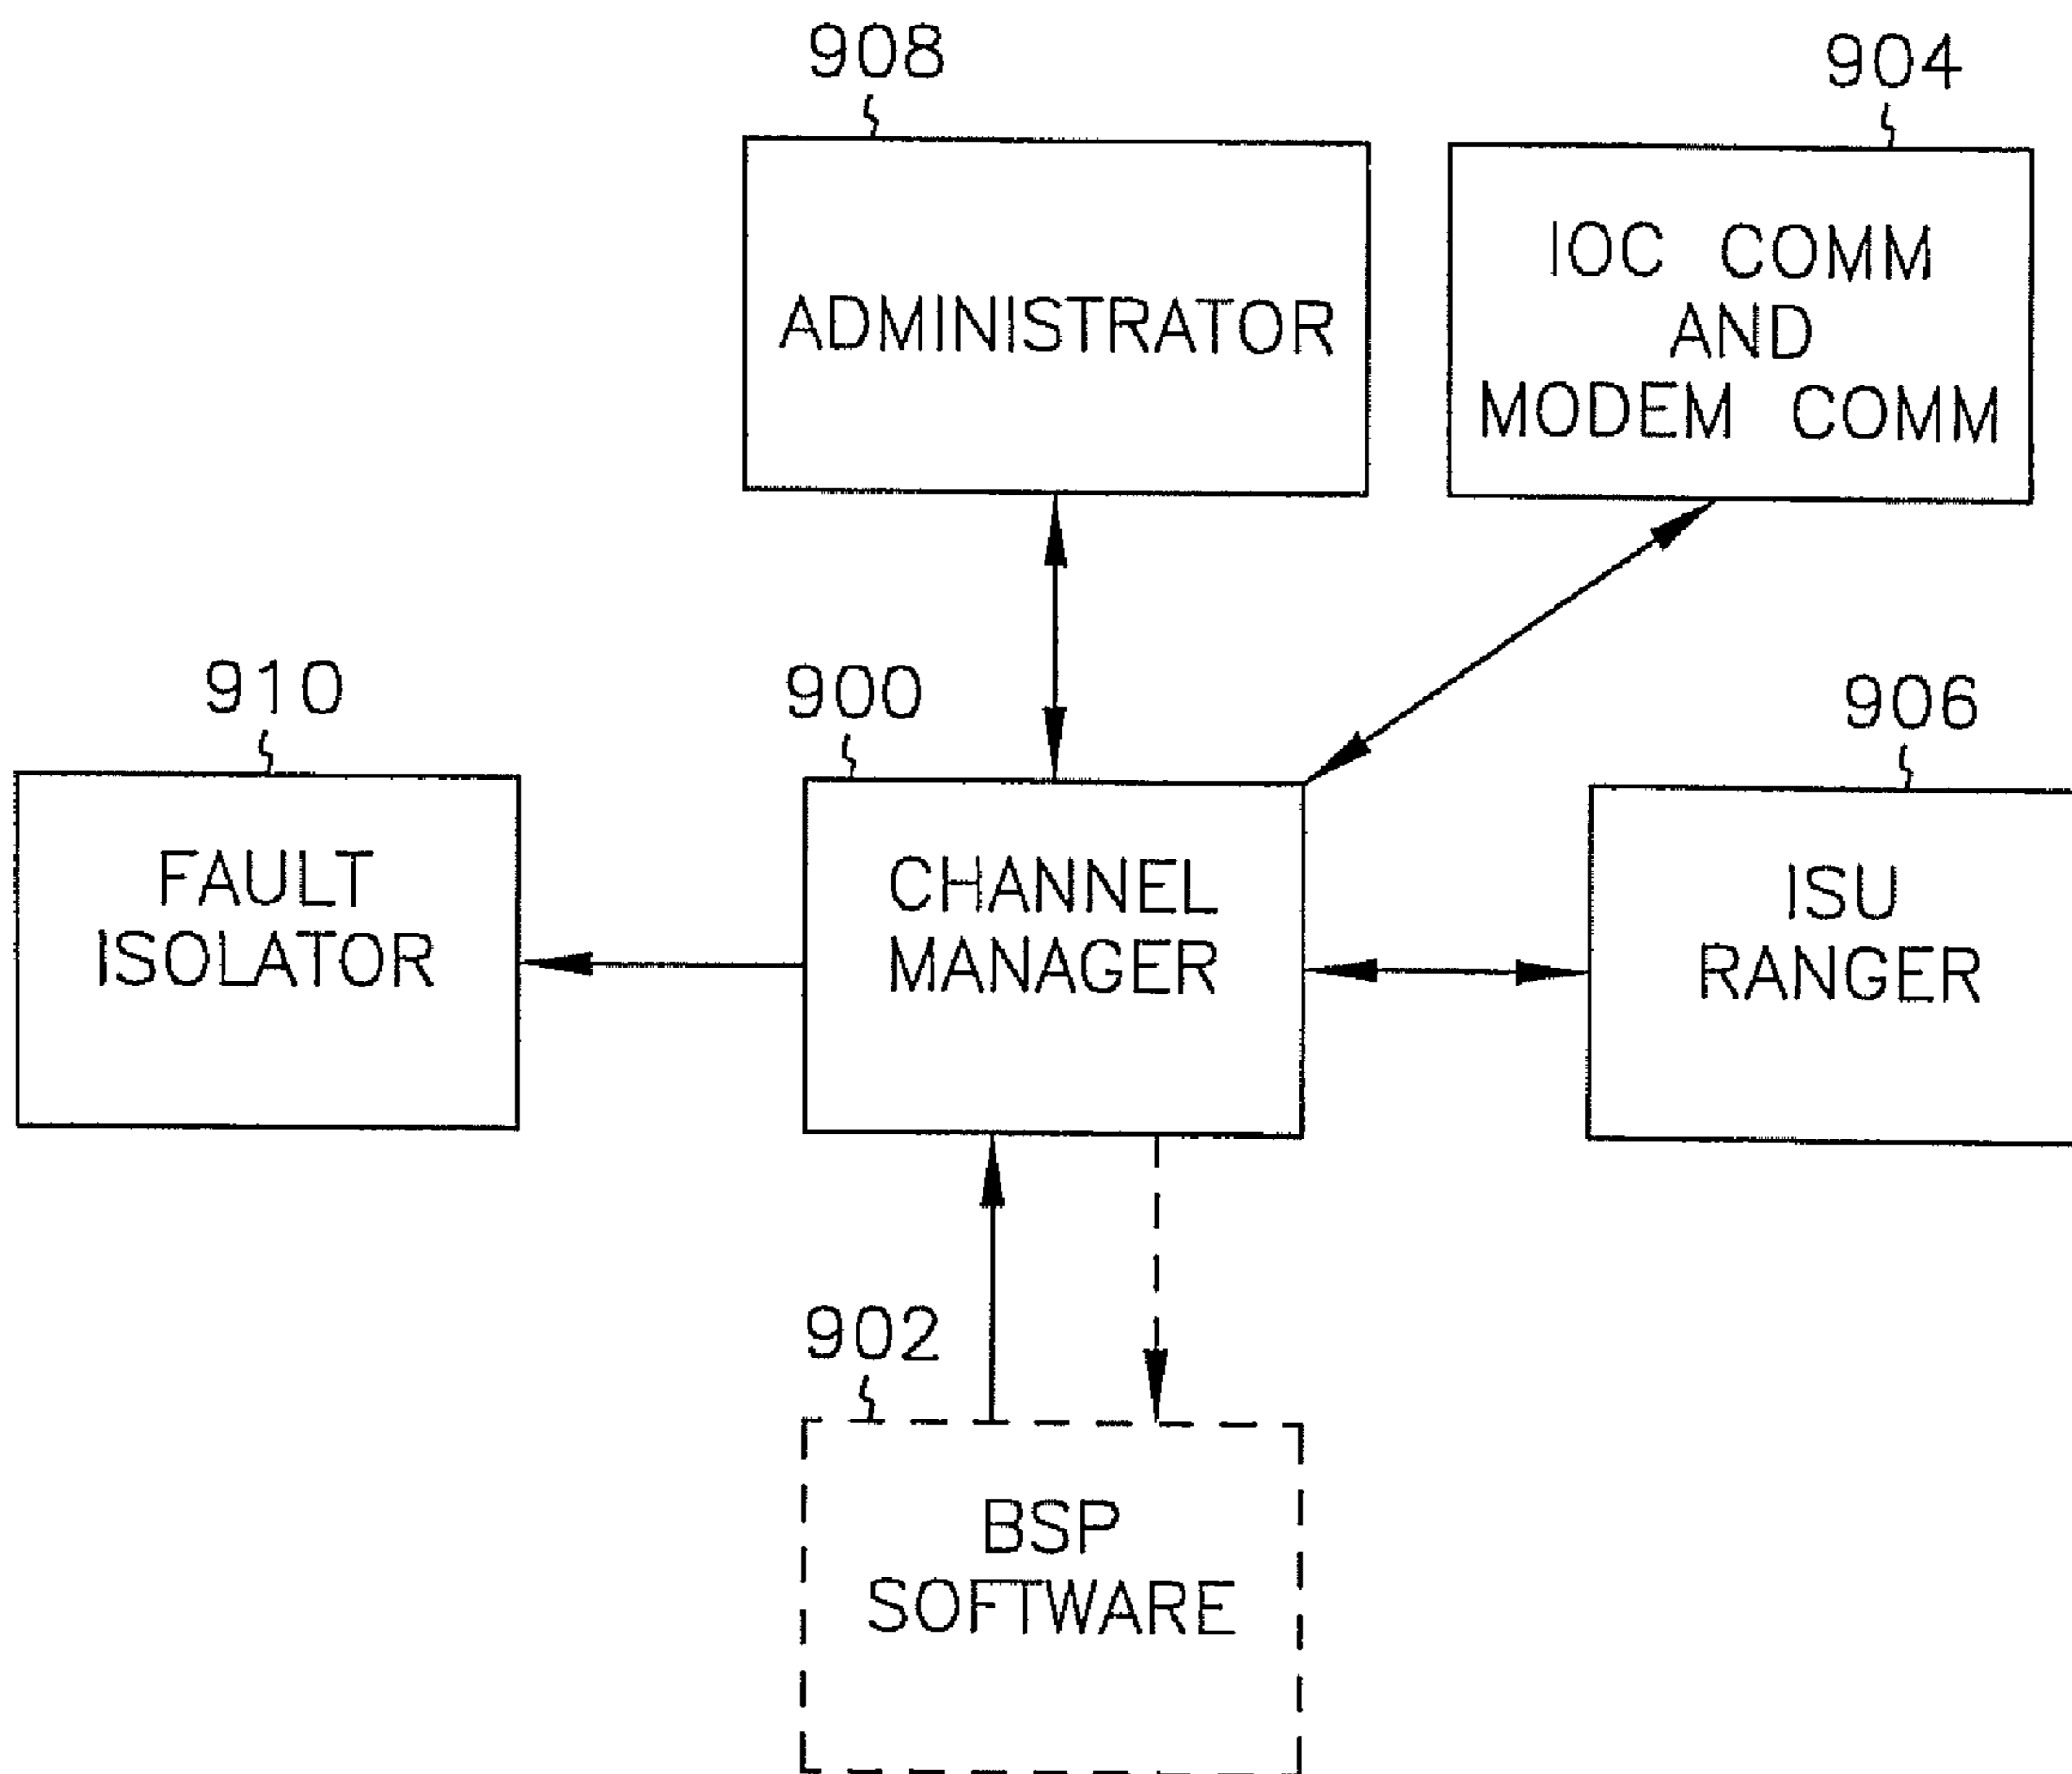 908
904
ADMINISTRATOR
IOC COMM
AND
MODEM COMM
910
900
906
FAULT
ISOLATOR
CHANNEL
MANAGER
ISU
RANGER
902
BSP
SOFTWARE